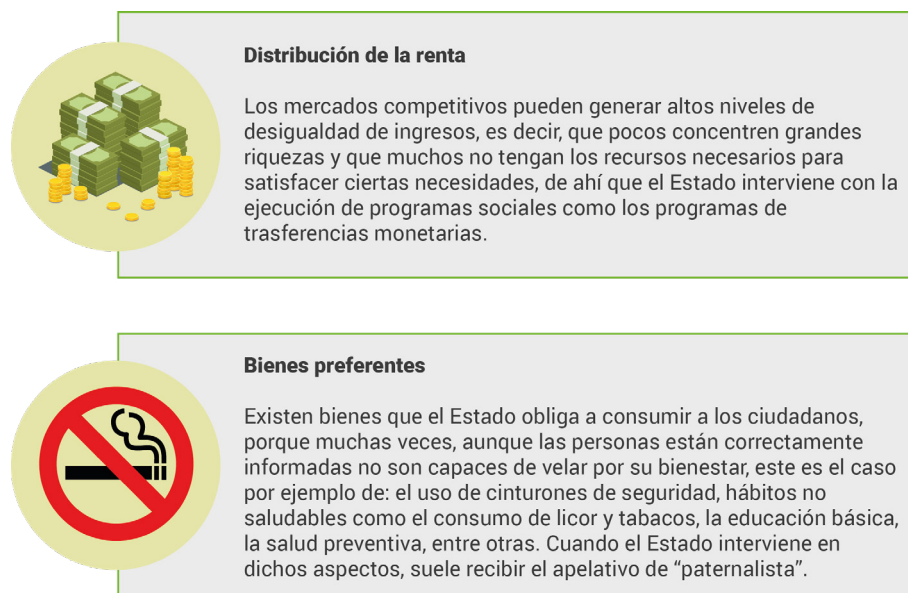 Distribución de la renta
Los mercados competitivos pueden generar altos niveles de
desigualdad de ingresos, es decir, que pocos concentren grandes
riquezas y que muchos no tengan los recursos necesarios para
satisfacer ciertas necesidades, de ahí que el Estado interviene con la
ejecución de programas sociales como los programas de
trasferencias monetarias.
Bienes preferentes
Existen bienes que el Estado obliga a consumir a los ciudadanos,
porque muchas veces, aunque las personas están correctamente
informadas no son capaces de velar por su bienestar, este es el caso
por ejemplo de: el uso de cinturones de seguridad, hábitos no
saludables como el consumo de licor y tabacos, la educación básica,
la salud preventiva, entre otras. Cuando el Estado interviene en
dichos aspectos, suele recibir el apelativo de “paternalista”.